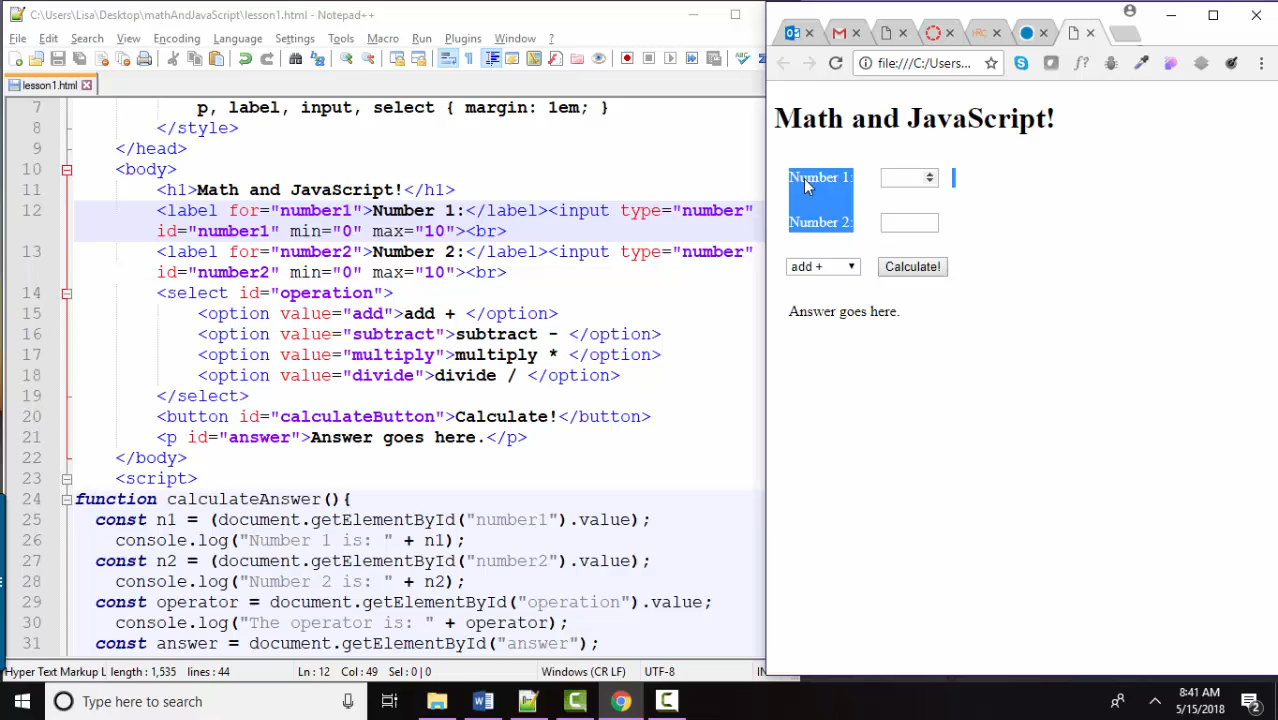 C:\Users\Lisa\Desktop\mathAndJavaScript\lesson1.html - Notepad++
File Edit Search View Encoding Language Settings Tools Macro Run Plugins Window ?
lesson1.html
7 p, label, input, select { margin: 1em; }
8 </style>
9 </head>
10 <body>
11 <h1>Math and JavaScript!</h1>
12 <label for="number1">Number 1:</label><input type="number"
id="number1" min="0" max="10"><br>
13 <label for="number2">Number 2:</label><input type="number"
id="number2" min="0" max="10"><br>
14 <select id="operation">
15 <option value="add">add + </option>
16 <option value="subtract">subtract - </option>
17 <option value="multiply">multiply * </option>
18 <option value="divide">divide / </option>
19 </select>
20 <button id="calculateButton">Calculate!</button>
21 <p id="answer">Answer goes here.</p>
22 </body>
23 <script>
24 function calculateAnswer(){
25 const n1 = (document.getElementById("number1").value);
26 console.log("Number 1 is: " + n1);
27 const n2 = (document.getElementById("number2").value);
28 console.log("Number 2 is: " + n2);
29 const operator = document.getElementById("operation").value;
30 console.log("The operator is: " + operator);
31 const answer = document.getElementById("answer");
Hyper Text Markup L length : 1,535 lines : 44 Ln : 12 Col : 49 Sel : 0 | 0 Windows (CR LF) UTF-8 IN
file:///C:/Users...
Math and JavaScript!
Number 1:
Number 2:
add + Calculate!
Answer goes here.
Type here to search
8:41 AM
5/15/2018
2